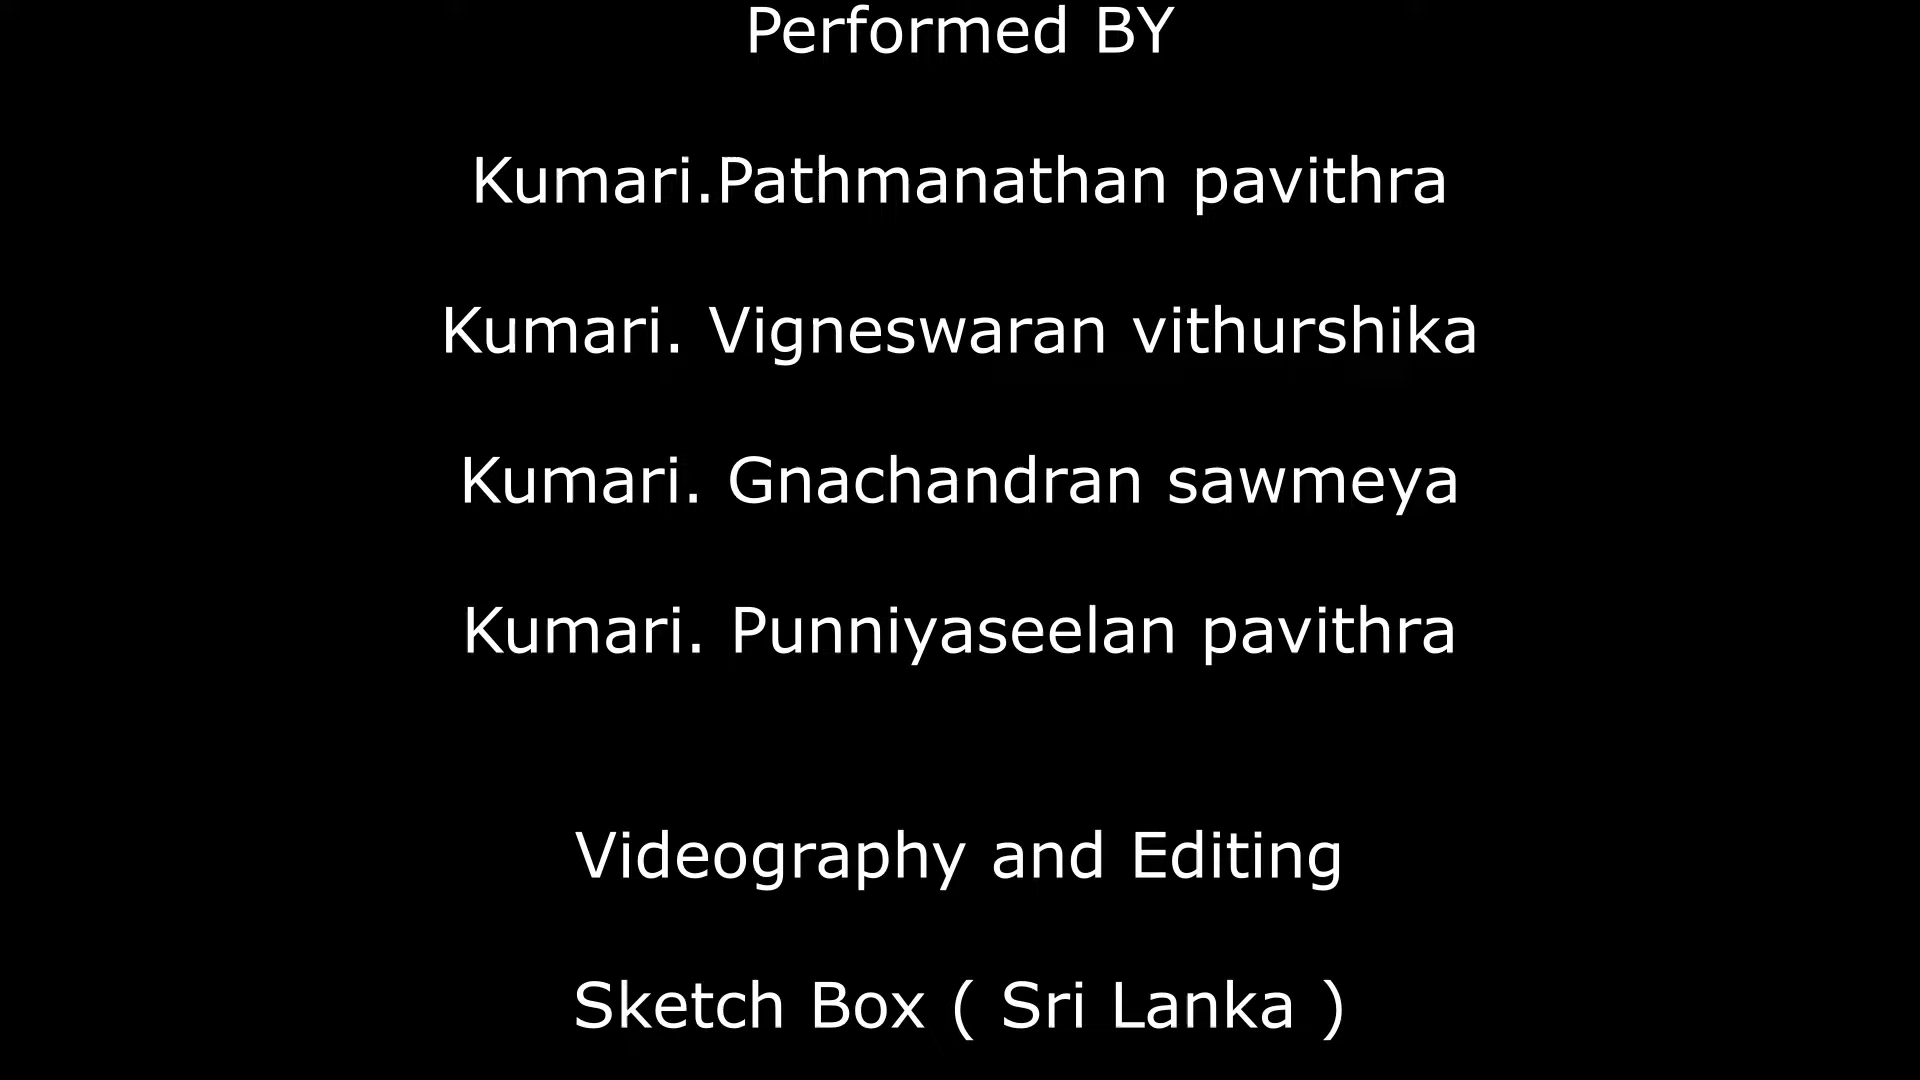 Performed BY
Kumari.Pathmanathan pavithra
Kumari. Vigneswaran vithurshika
Kumari. Gnachandran sawmeya
Kumari. Punniyaseelan pavithra
Videography and Editing
Sketch Box ( Sri Lanka )